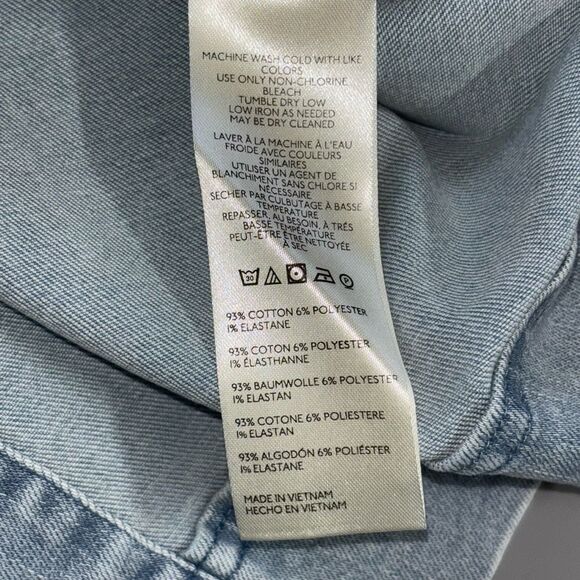 MACHINE WASH COLD WITH LIKE
COLORS
USE ONLY NON-CHLORINE
BLEACH
TUMBLE DRY LOW
LOW IRON AS NEEDED
MAY BE DRY CLEANED
LAVER À LA MACHINE À L'EAU
FROIDE AVEC COULEURS
SIMILAIRES
UTILISER UN AGENT DE
BLANCHIMENT SANS CHLORE SI
NÉCESSAIRE
SECHER PAR CULBUTAGE À BASSE
TEMPÉRATURE
REPASSER, AU BESOIN, À TRÉS
BASSE TEMPÉRATURE
PEUT-ÊTRE ÊTRE NETTOYÉE
À SEC
30 P
93% COTTON 6% POLYESTER
1% ELASTANE
93% COTON 6% POLYESTER
1% ÉLASTHANNE
93% BAUMWOLLE 6% POLYESTER
1% ELASTAN
93% COTONE 6% POLIESTERE
1% ELASTAN
93% ALGODÓN 6% POLIÉSTER
1% ELASTANE
MADE IN VIETNAM
HECHO EN VIETNAM